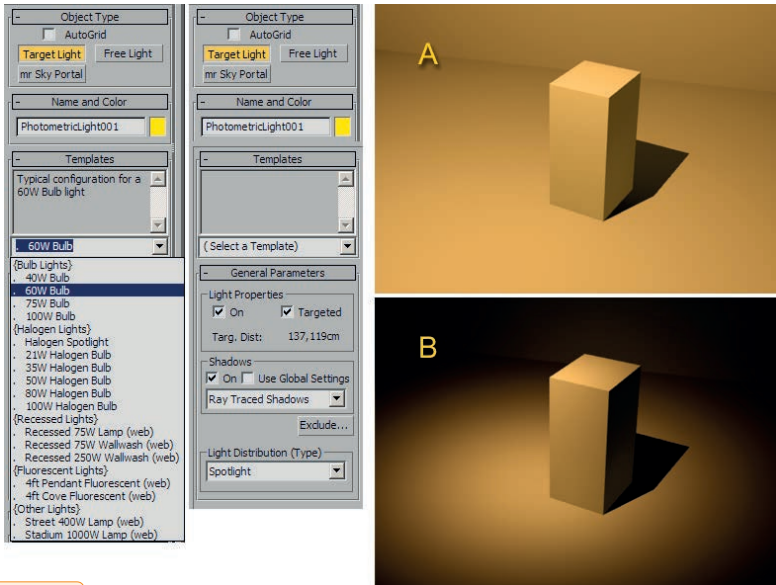 - Object Type
AutoGrid
Target Light Free Light
mr Sky Portal
- Name and Color
PhotometricLight001
- Templates
Typical configuration for a
60W Bulb light
. 60W Bulb
{Bulb Lights}
. 40W Bulb
. 60W Bulb
. 75W Bulb
. 100W Bulb
{Halogen Lights}
. Halogen Spotlight
. 21W Halogen Bulb
. 35W Halogen Bulb
. 50W Halogen Bulb
. 80W Halogen Bulb
. 100W Halogen Bulb
{Recessed Lights}
. Recessed 75W Lamp (web)
. Recessed 75W Wallwash (web)
. Recessed 250W Wallwash (web)
{Fluorescent Lights}
. 4ft Pendant Fluorescent (web)
. 4ft Cove Fluorescent (web)
{Other Lights}
. Street 400W Lamp (web)
. Stadium 1000W Lamp (web)
- Object Type
AutoGrid
Target Light Free Light
mr Sky Portal
- Name and Color
PhotometricLight001
- Templates
( Select a Template)
- General Parameters
Light Properties
On Targeted
Targ. Dist: 137,119cm
Shadows
On Use Global Settings
Ray Traced Shadows
Exclude...
Light Distribution (Type)
Spotlight
A
B